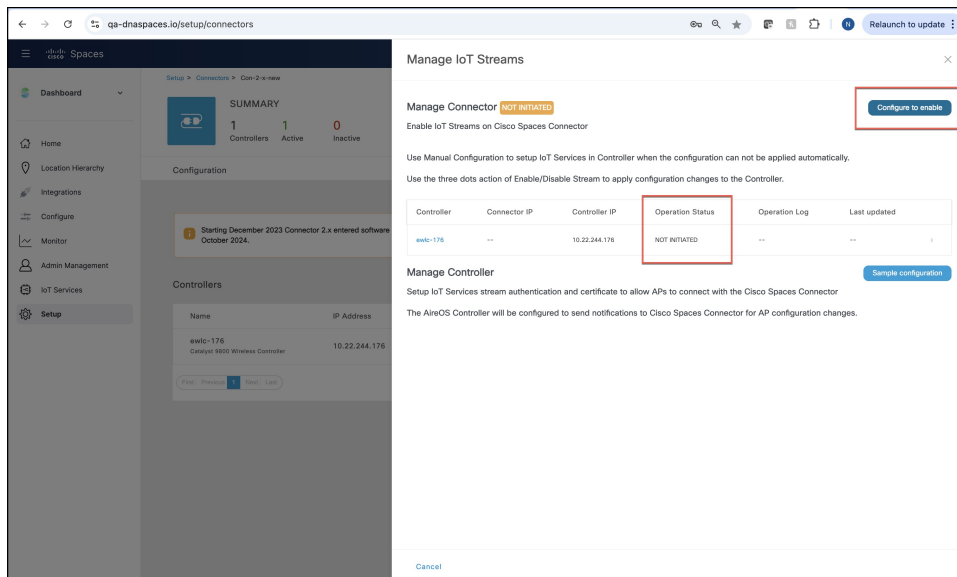 qa-dnaspaces.io/setup/connectors
N
Relaunch to update
cisco Spaces
Dashboard
Home
Location Hierarchy
Integrations
Configure
Monitor
Admin Management
IoT Services
Setup
Setup > Connectors > Con-2-x-new
SUMMARY
1 1 0
Controllers Active Inactive
Configuration
Starting December 2023 Connector 2.x entered software
October 2024.
Controllers
Name IP Address
ewlc-176
Catalyst 9800 Wireless Controller
10.22.244.176
First Previous 1 Next Last
Manage IoT Streams
Manage Connector NOT INITIATED
Configure to enable
Enable IoT Streams on Cisco Spaces Connector
Use Manual Configuration to setup IoT Services in Controller when the configuration can not be applied automatically.
Use the three dots action of Enable/Disable Stream to apply configuration changes to the Controller.
Controller Connector IP Controller IP Operation Status Operation Log Last updated
ewlc-176 -- 10.22.244.176 NOT INITIATED -- --
Manage Controller
Sample configuration
Setup IoT Services stream authentication and certificate to allow APs to connect with the Cisco Spaces Connector
The AireOS Controller will be configured to send notifications to Cisco Spaces Connector for AP configuration changes.
Cancel